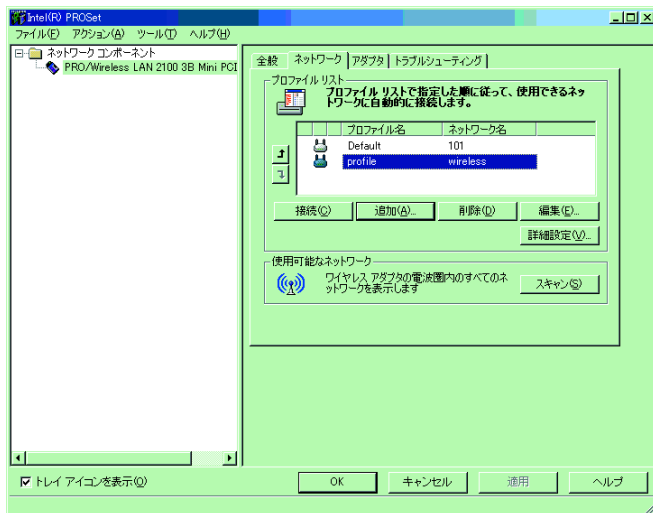 Intel(R) PROSet
ファイル(F) アクション(A) ツール(T) ヘルプ(H)
ネットワーク コンポーネント
PRO/Wireless LAN 2100 3B Mini PCI
全般 ネットワーク アダプタ トラブルシューティング
プロファイル リスト
プロファイル リストで指定した順に従って、使用できるネッ
トワークに自動的に接続します。
プロファイル名 ネットワーク名
Default 101
profile wireless
接続(C) 追加(A)... 削除(D) 編集(E)...
詳細設定(V)...
使用可能なネットワーク
ワイヤレス アダプタの電波圏内のすべてのネ
ットワークを表示します
スキャン(S)
トレイ アイコンを表示(O)
OK キャンセル 適用 ヘルプ